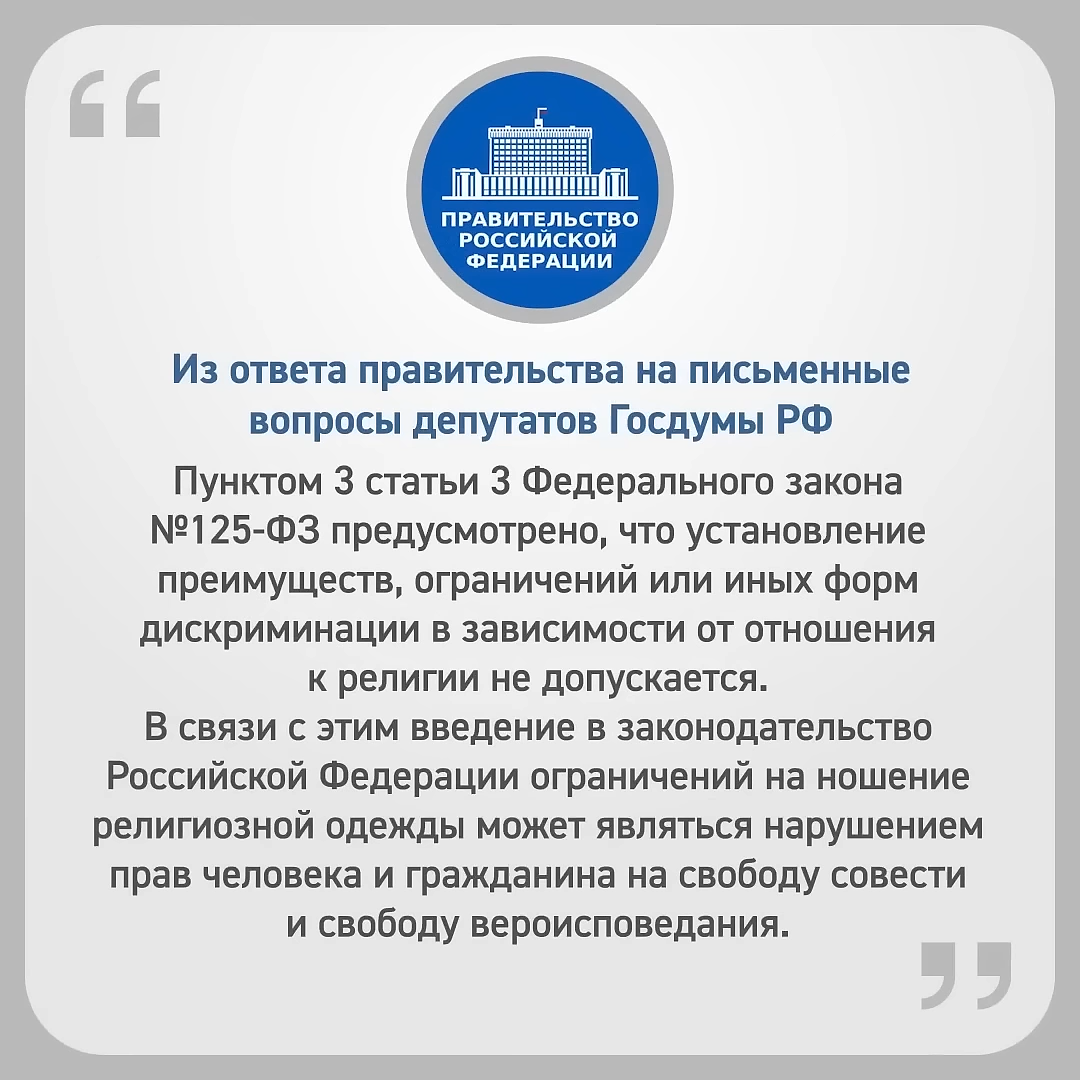 “
ПРАВИТЕЛЬСТВО
РОССИЙСКОЙ
ФЕДЕРАЦИИ
Из ответа правительства на письменные
вопросы депутатов Госдумы РФ
Пунктом 3 статьи 3 Федерального закона
№125-ФЗ предусмотрено, что установление
преимуществ, ограничений или иных форм
дискриминации в зависимости от отношения
к религии не допускается.
В связи с этим введение в законодательство
Российской Федерации ограничений на ношение
религиозной одежды может являться нарушением
прав человека и гражданина на свободу совести
и свободу вероисповедания.
”